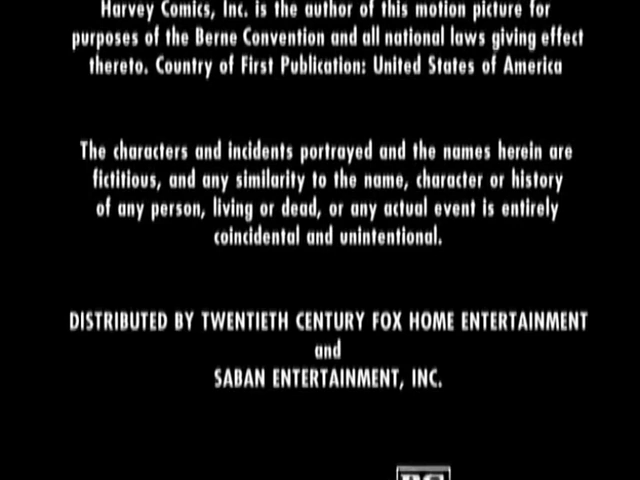 Harvey Comics, Inc. is the author of this motion picture for
purposes of the Berne Convention and all national laws giving effect
thereto. Country of First Publication: United States of America
The characters and incidents portrayed and the names herein are
fictitious, and any similarity to the name, character or history
of any person, living or dead, or any actual event is entirely
coincidental and unintentional.
DISTRIBUTED BY TWENTIETH CENTURY FOX HOME ENTERTAINMENT
and
SABAN ENTERTAINMENT, INC.